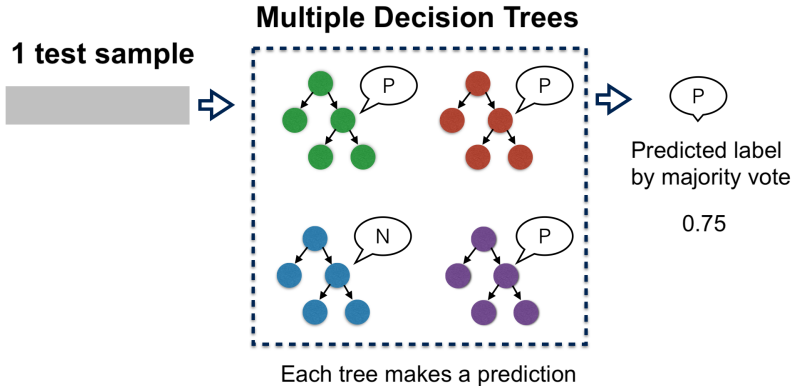 Multiple Decision Trees
1 test sample
P
P
P
Predicted label
by majority vote
0.75
N
P
Each tree makes a prediction